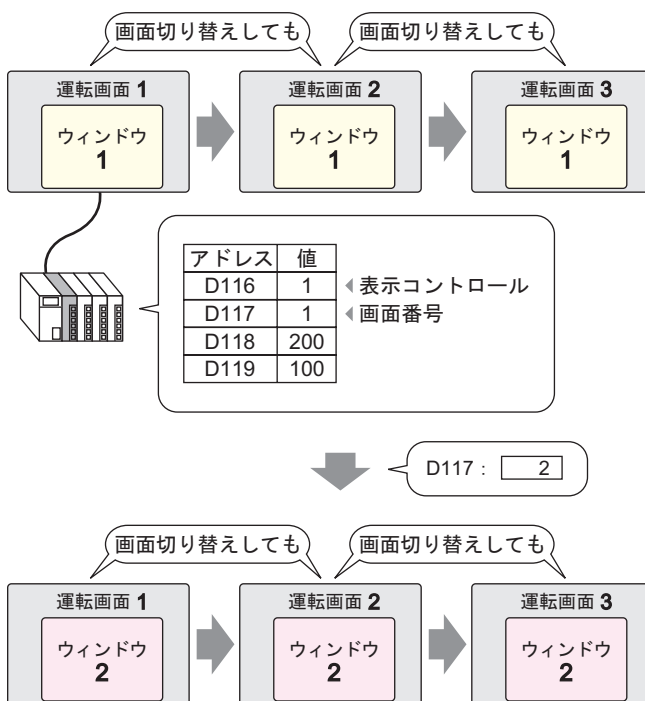 画面切り替えしても
画面切り替えしても
運転画面 1
運転画面 2
運転画面 3
ウィンドウ
1
ウィンドウ
1
ウィンドウ
1
アドレス 値
D116 1 表示コントロール
D117 1 画面番号
D118 200
D119 100
D117 : 2
画面切り替えしても
画面切り替えしても
運転画面 1
運転画面 2
運転画面 3
ウィンドウ
2
ウィンドウ
2
ウィンドウ
2